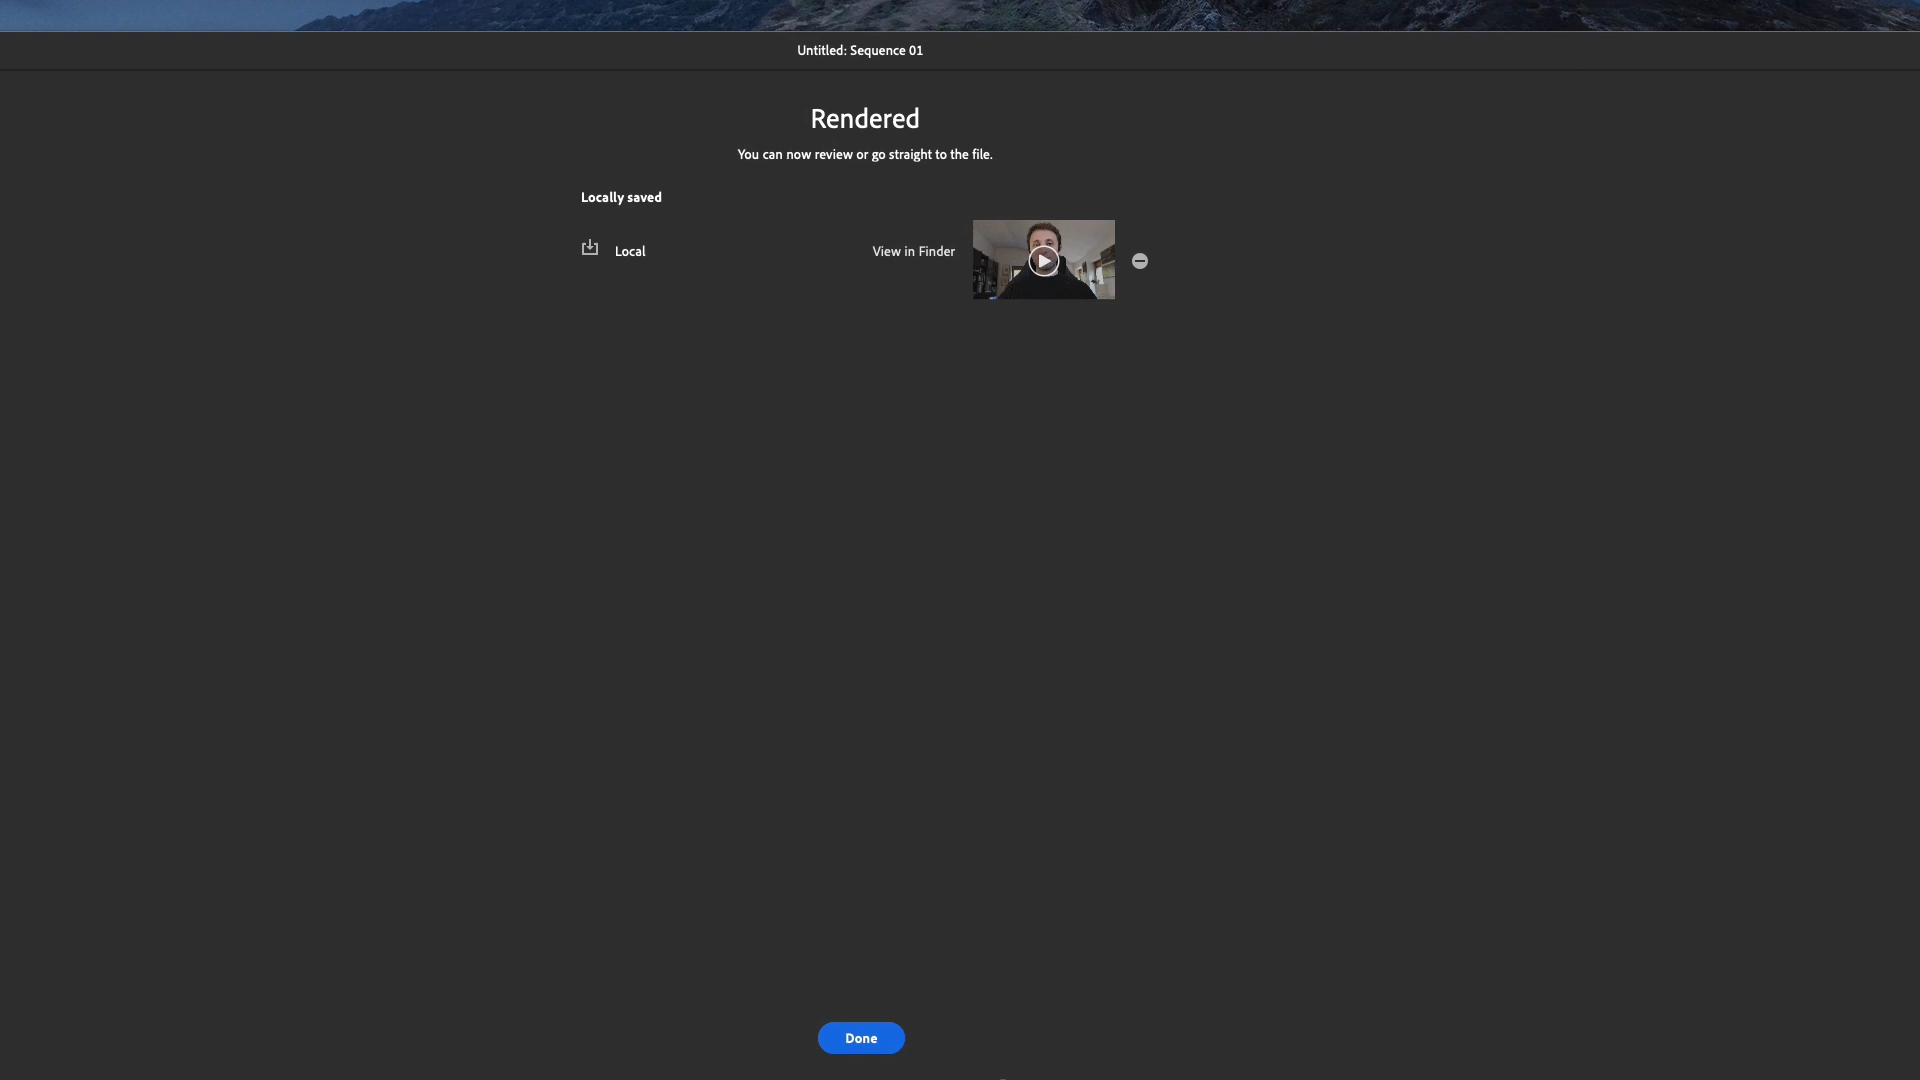 Untitled: Sequence 01
Rendered
You can now review or go straight to the file.
Locally saved
Local
View in Finder
Done